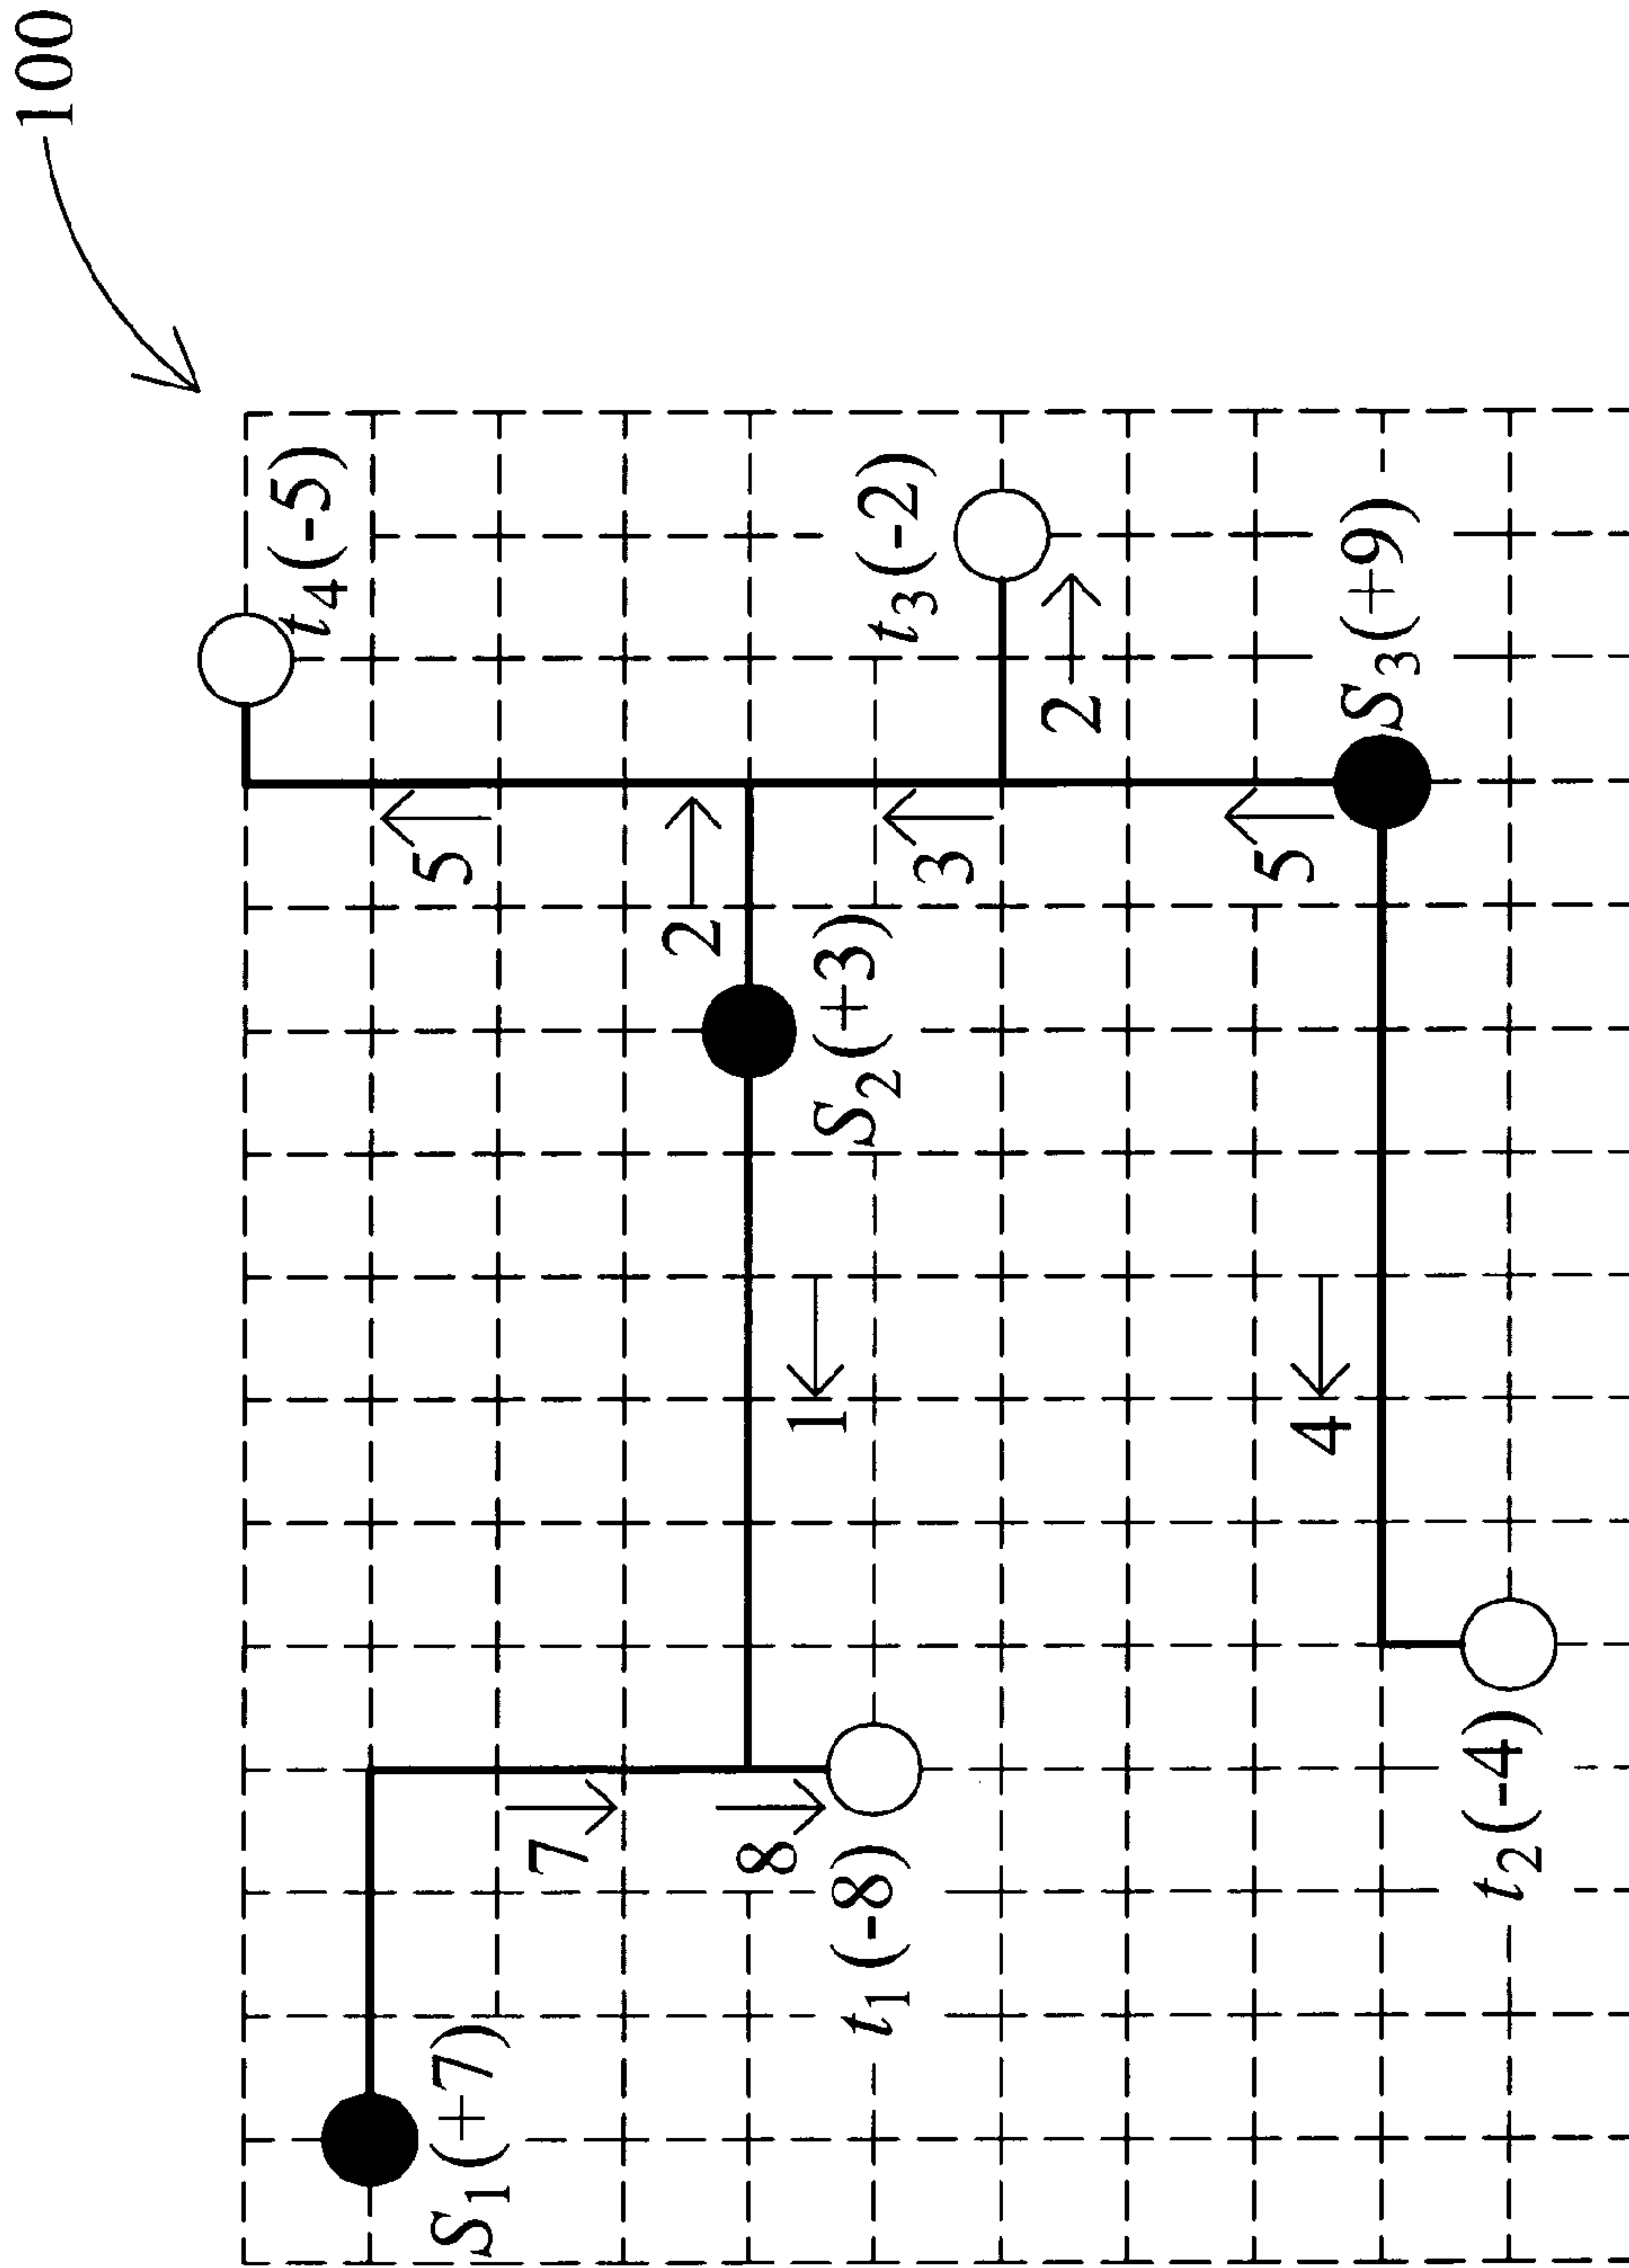 100
t4(-5)
S1(+7)
5
7
2
8
1
t1(-8)
S2(+3)
t3(-2)
3
2
4
5
S3(+9)
t2(-4)